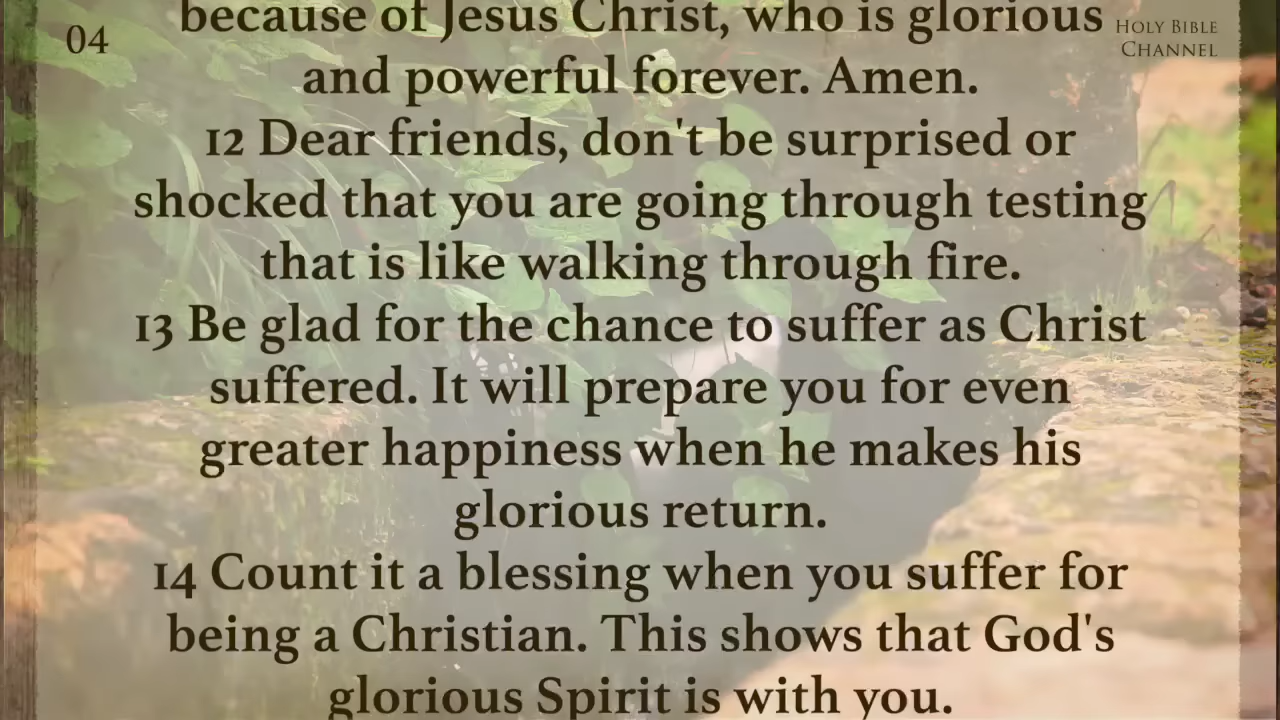 04
HOLY BIBLE
CHANNEL
because of Jesus Christ, who is glorious
and powerful forever. Amen.
12 Dear friends, don't be surprised or
shocked that you are going through testing
that is like walking through fire.
13 Be glad for the chance to suffer as Christ
suffered. It will prepare you for even
greater happiness when he makes his
glorious return.
14 Count it a blessing when you suffer for
being a Christian. This shows that God's
glorious Spirit is with you.